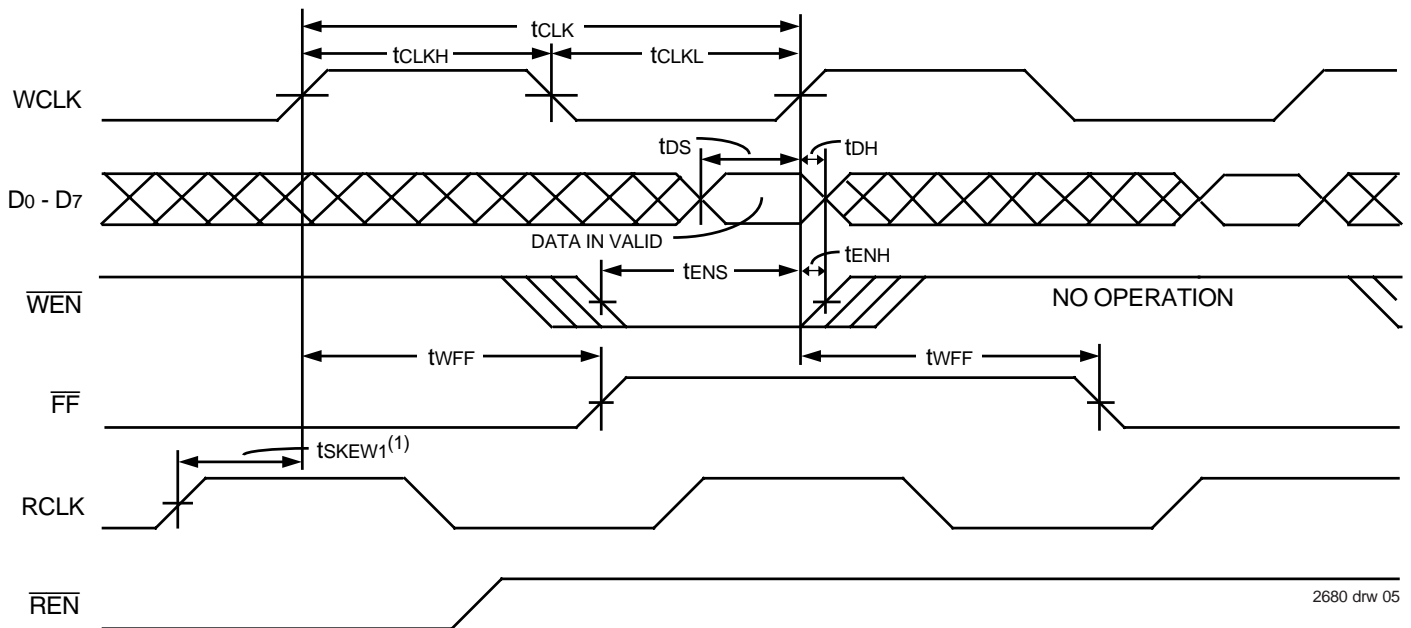 tCLK
tCLKH
tCLKL
WCLK
tDS
tDH
D0 - D7
DATA IN VALID
tENS
tENH
WEN
NO OPERATION
tWFF
tWFF
FF
tSKEW1(1)
RCLK
REN
2680 drw 05